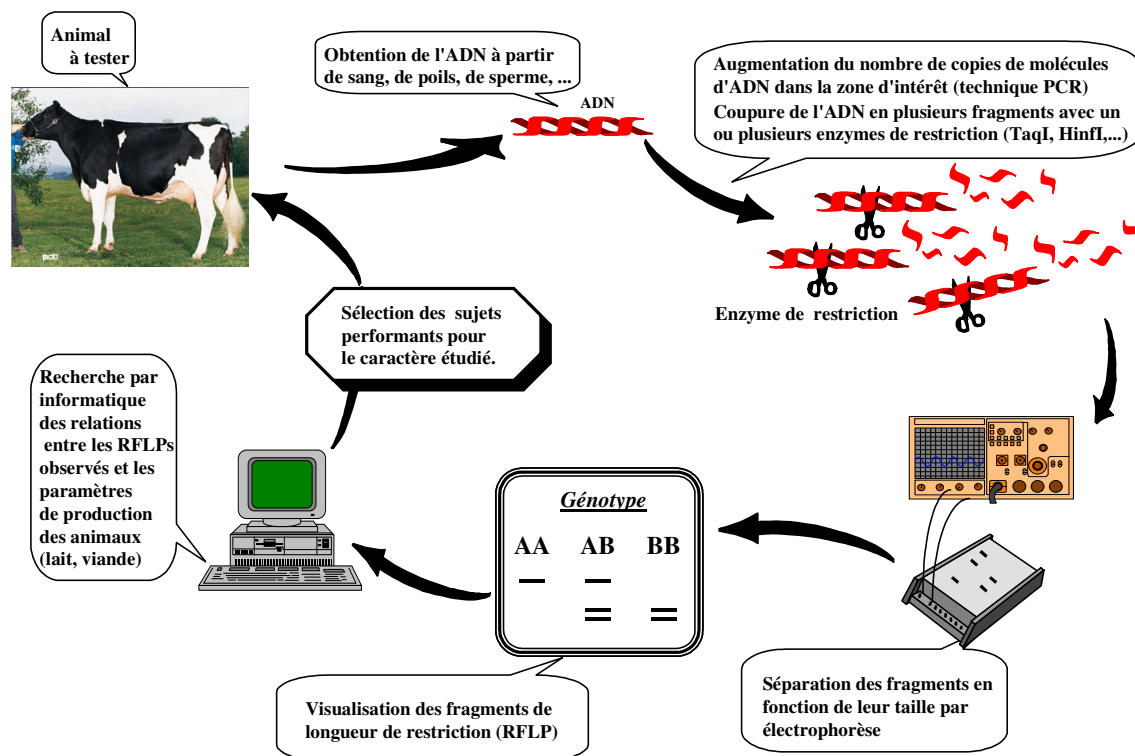 Animal
à tester
Obtention de l'ADN à partir
de sang, de poils, de sperme, ...
ADN
Augmentation du nombre de copies de molécules
d'ADN dans la zone d'intérêt (technique PCR)
Coupure de l'ADN en plusieurs fragments avec un
ou plusieurs enzymes de restriction (TaqI, HinfI,...)
Enzyme de restriction
Séparation des fragments en
fonction de leur taille par
électrophorèse
Génotype
AA AB BB
Visualisation des fragments de
longueur de restriction (RFLP)
Recherche par
informatique
des relations
entre les RFLPs
observés et les
paramètres
de production
des animaux
(lait, viande)
Sélection des sujets
performants pour
le caractère étudié.